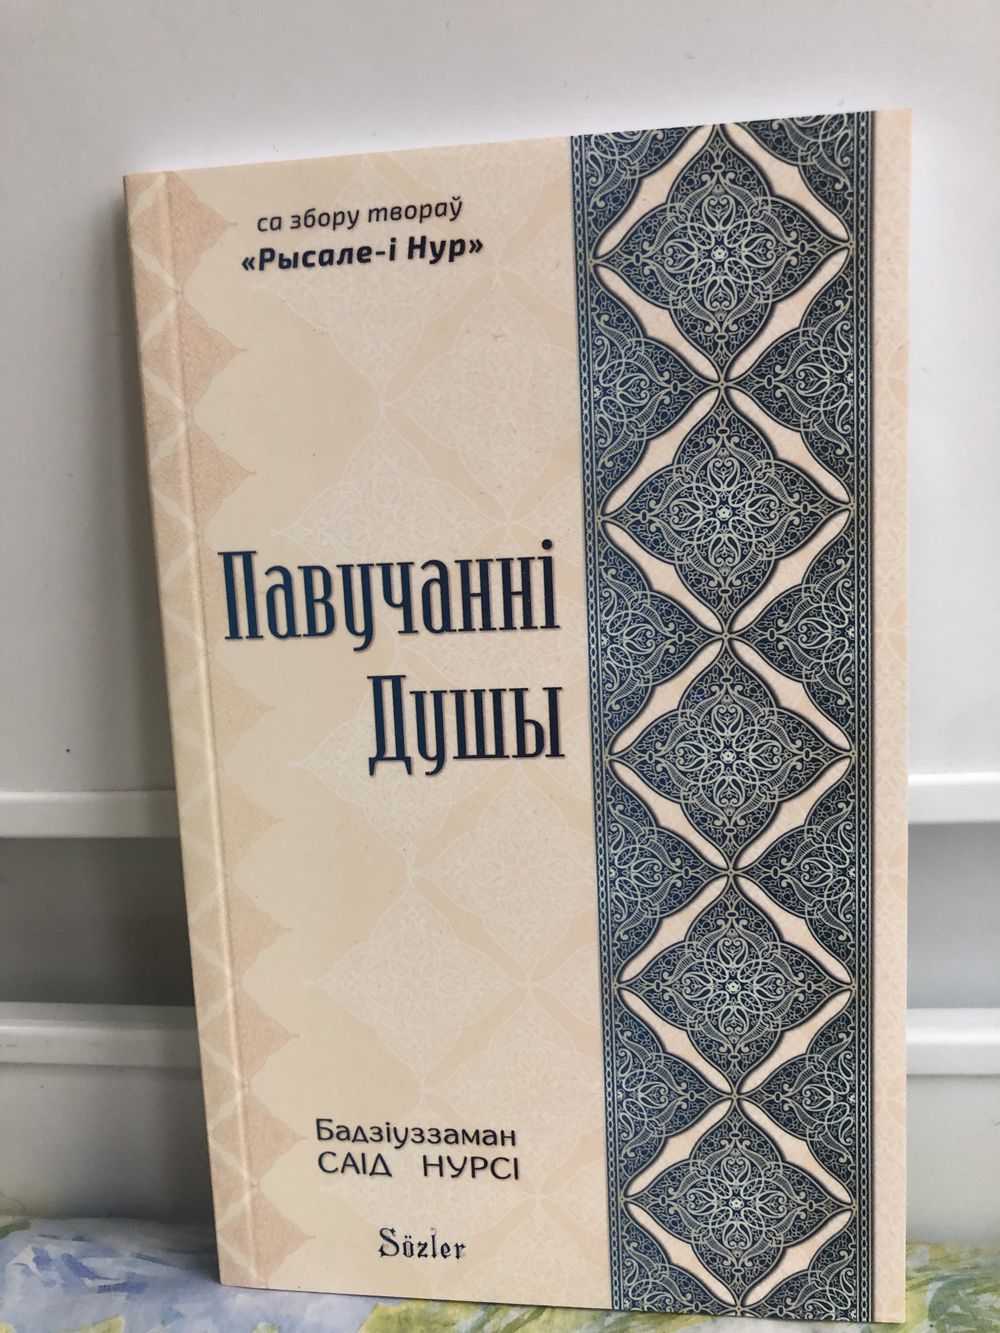 са збору твораў
«Рысале-і Нур»
Павучанні
Душы
Бадзіуззаман
САІД НУРСІ
Sözler